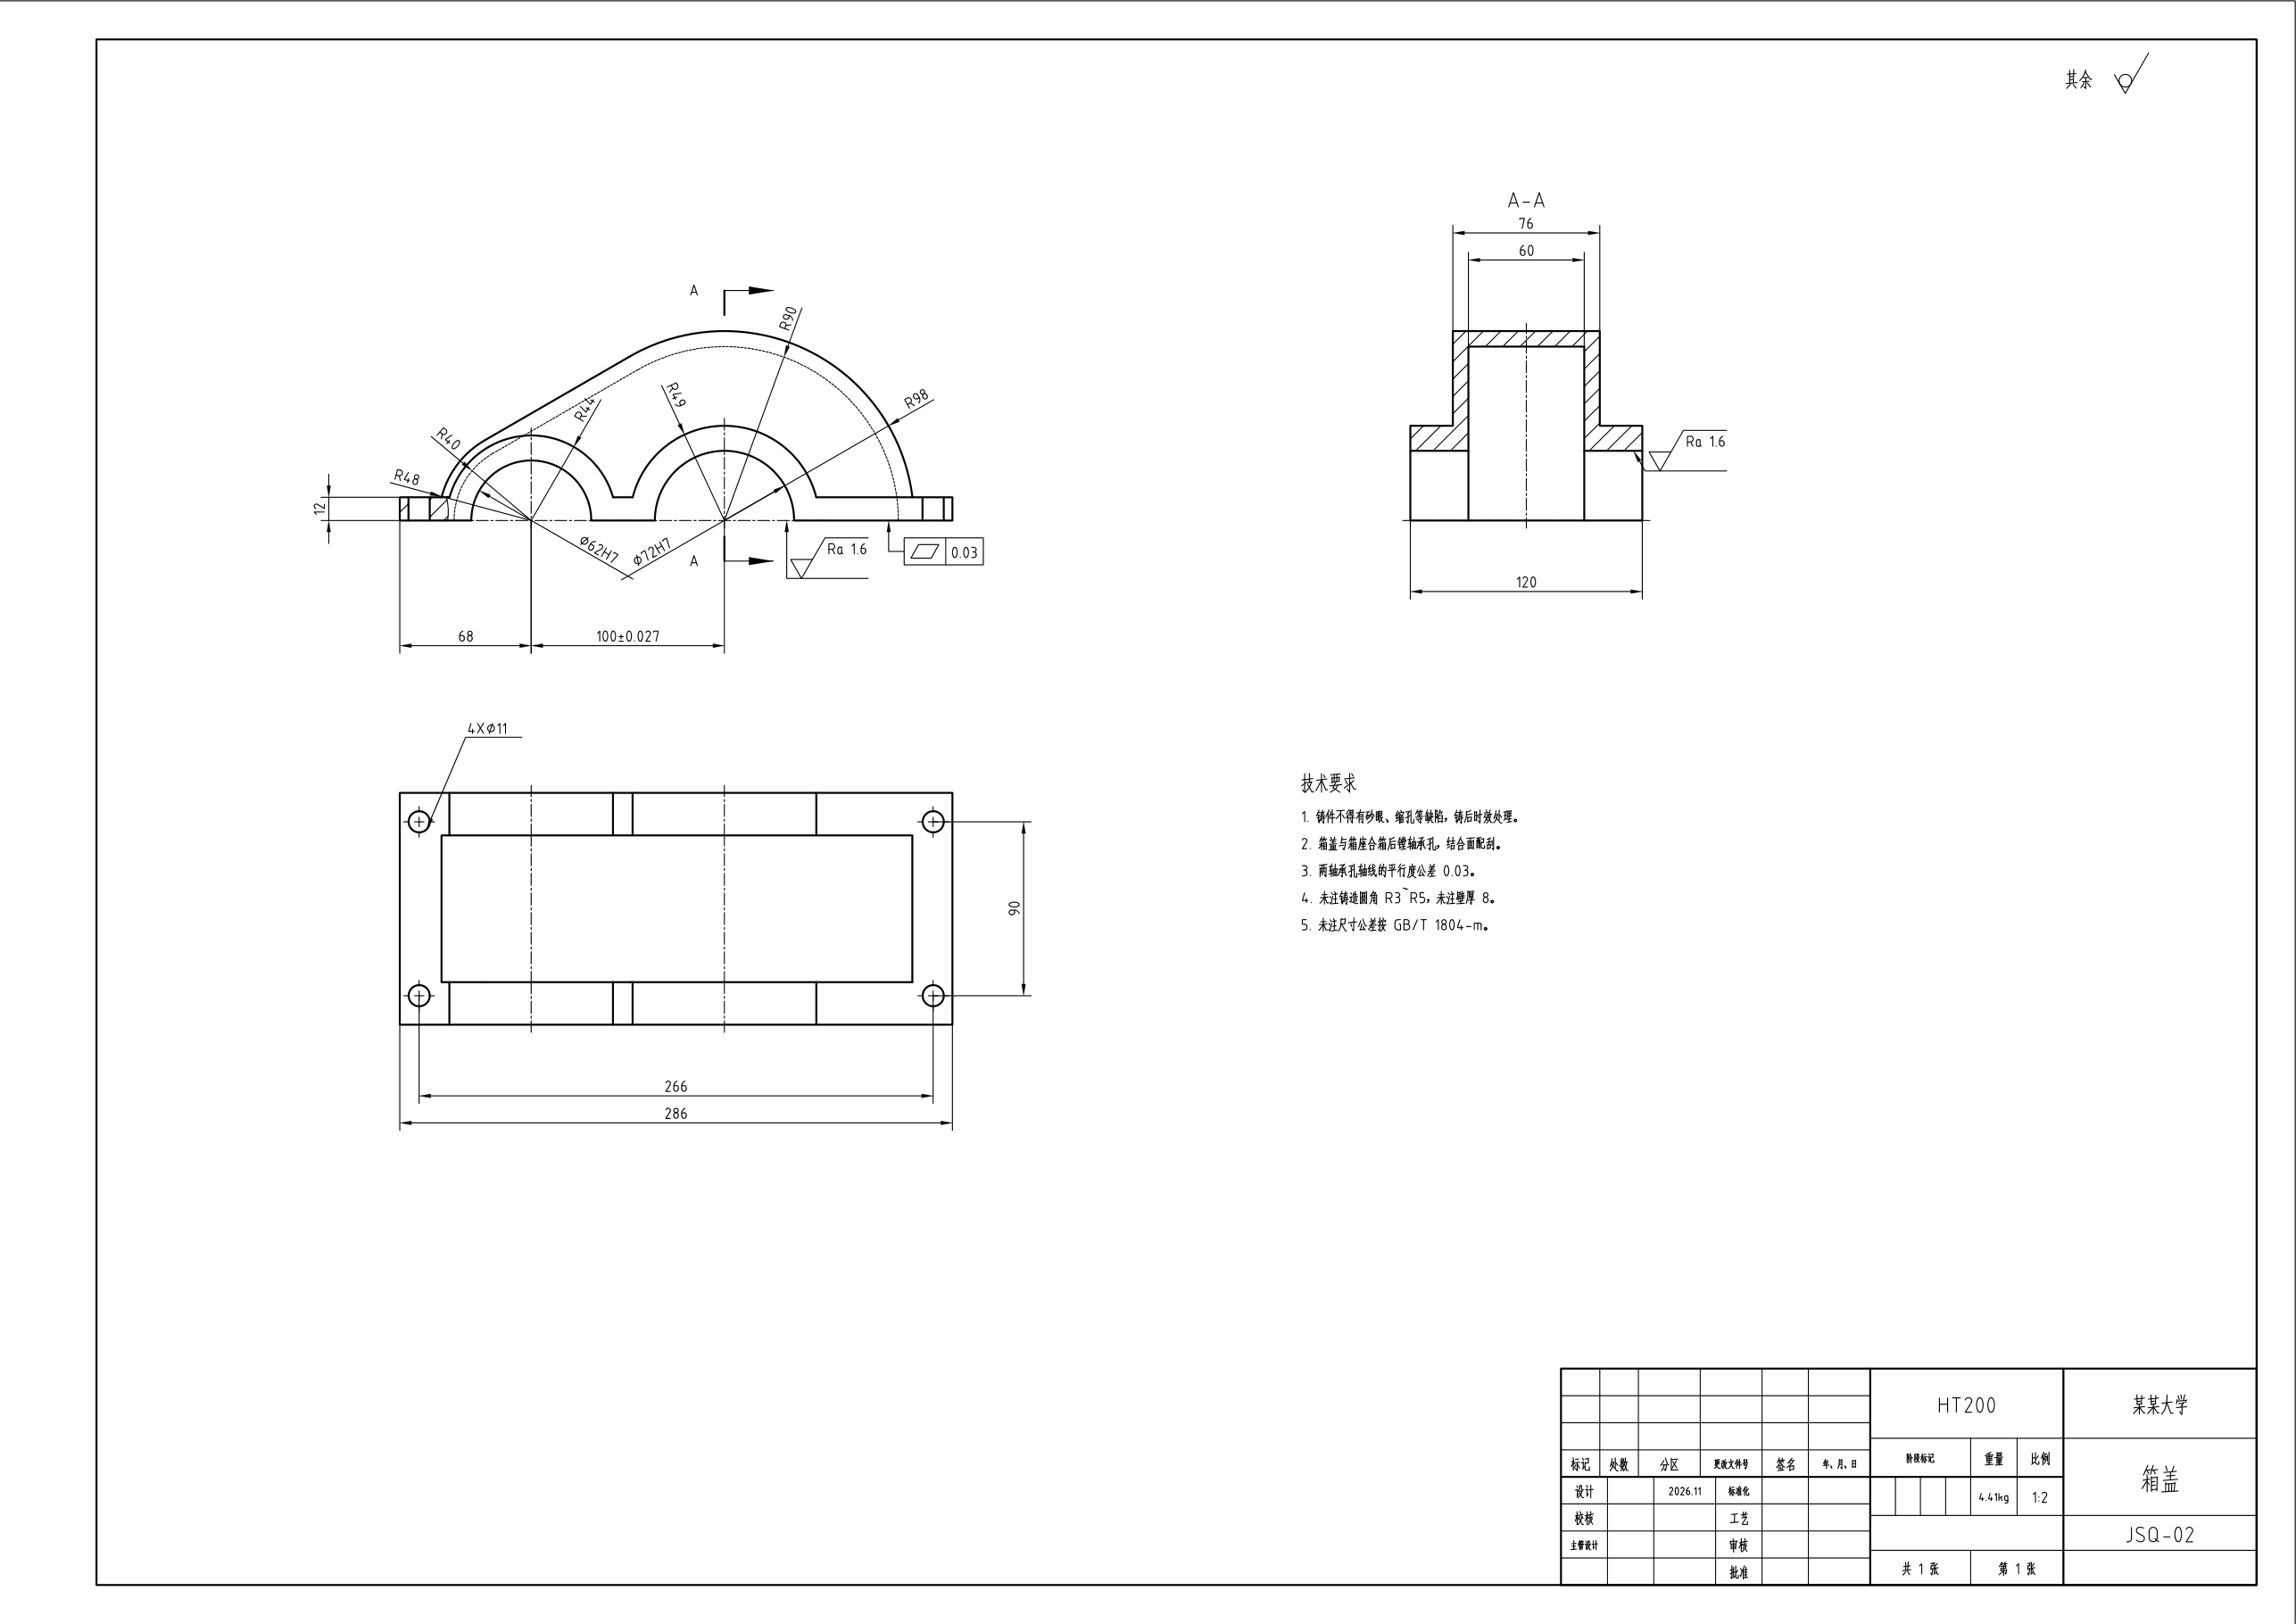 其余
A-A
76
60
A
R90
R49
R98
R44
R40
R48
Ra 1.6
12
Φ62H7
Φ72H7
A
Ra 1.6
0.03
120
68
100±0.027
4XΦ11
90
266
286
技术要求
1. 铸件不得有砂眼、缩孔等缺陷，铸后时效处理。
2. 箱盖与箱座合箱后镗轴承孔，结合面配刮。
3. 两轴承孔轴线的平行度公差 0.03。
4. 未注铸造圆角 R3~R5，未注壁厚 8。
5. 未注尺寸公差按 GB/T 1804-m。
HT200
某某大学
标记 处数 分区 更改文件号 签名 年、月、日
阶段标记 重量 比例
箱盖
设计 2026.11 标准化
4.41kg 1:2
校核 工艺
JSQ-02
主管设计 审核
共 1 张 第 1 张
批准